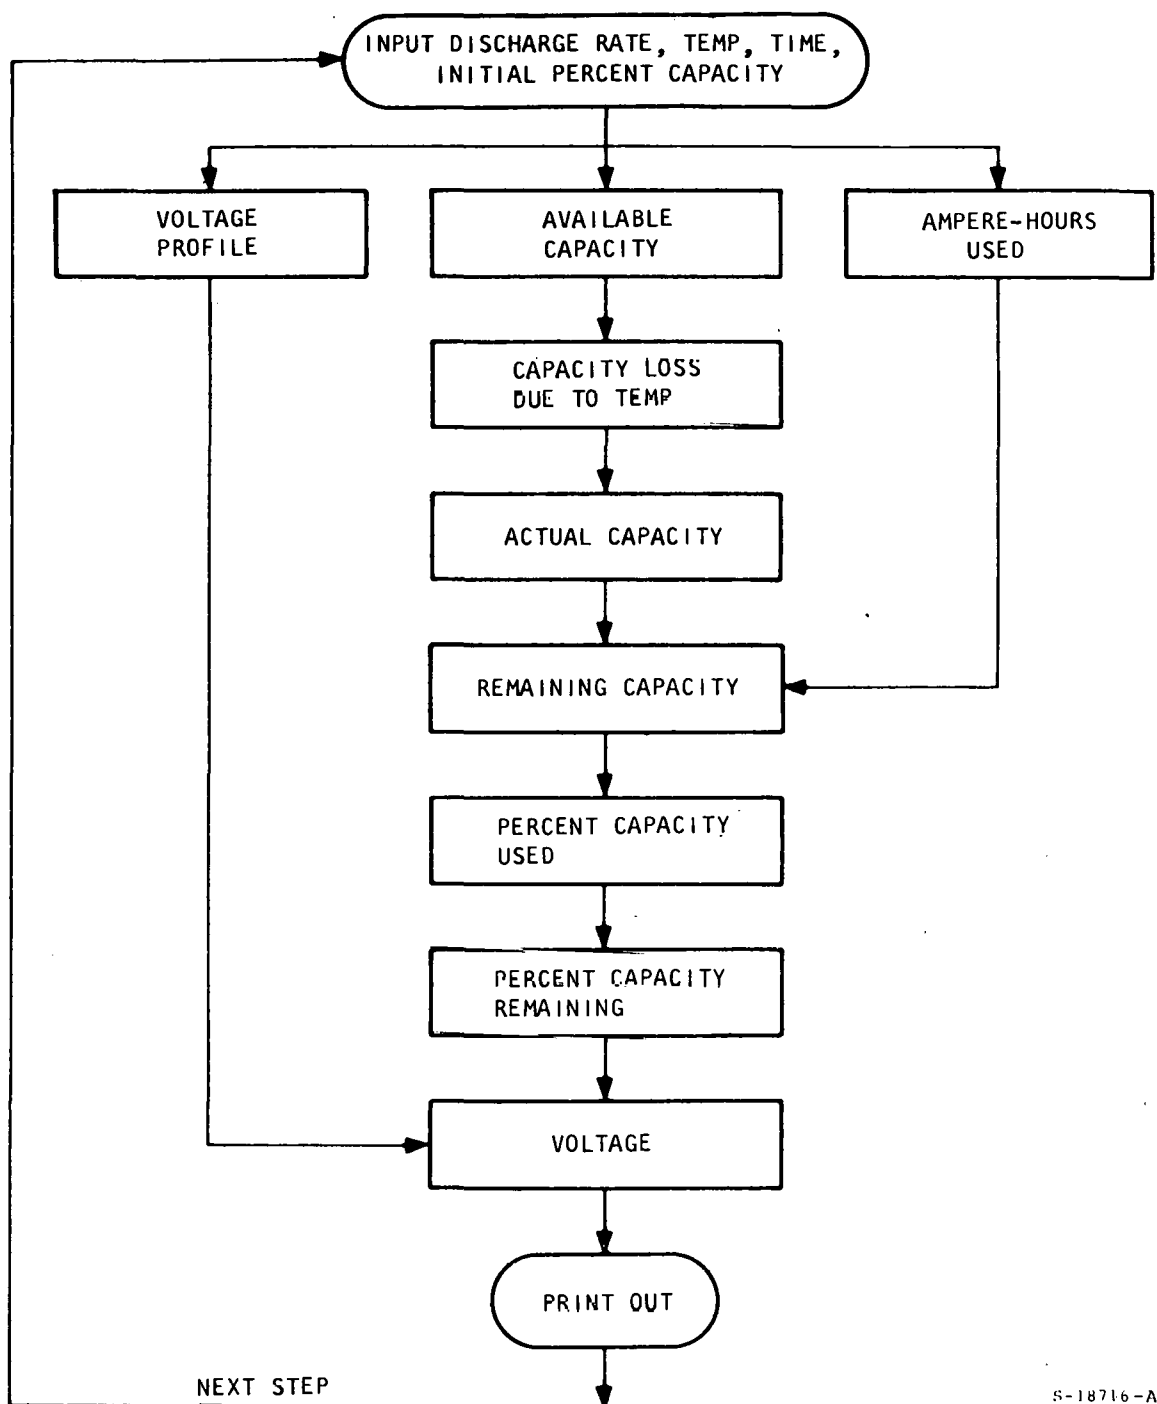 INPUT DISCHARGE RATE, TEMP, TIME,
INITIAL PERCENT CAPACITY
VOLTAGE
PROFILE
AVAILABLE
CAPACITY
AMPERE-HOURS
USED
CAPACITY LOSS
DUE TO TEMP
ACTUAL CAPACITY
REMAINING CAPACITY
PERCENT CAPACITY
USED
PERCENT CAPACITY
REMAINING
VOLTAGE
PRINT OUT
NEXT STEP
S-18716-A